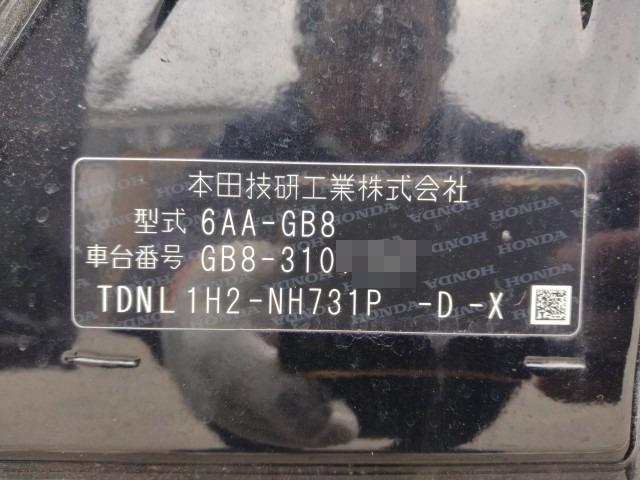 本田技研工業株式会社
型式 6AA-GB8
車台番号 GB8-310
TDNL 1H2-NH731P -D -X